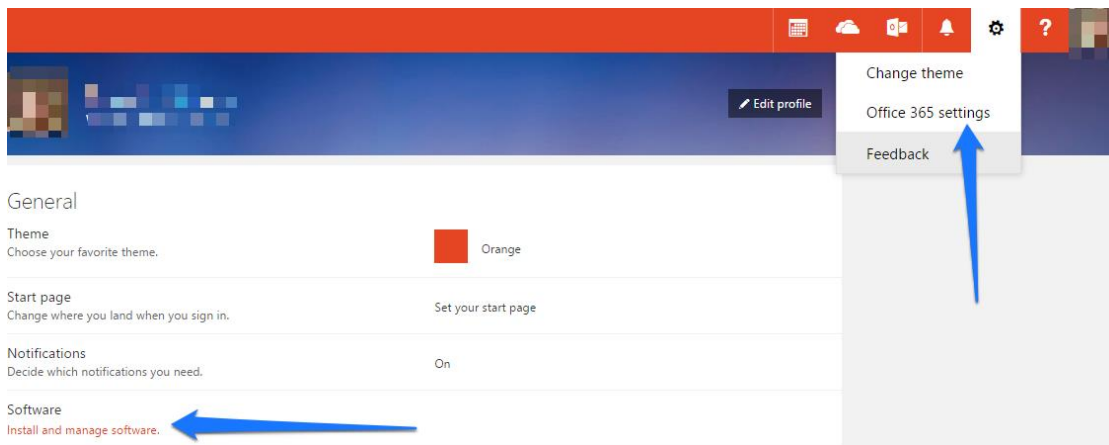 ?
Change theme
Edit profile
Office 365 settings
Feedback
General
Theme
Choose your favorite theme.
Orange
Start page
Change where you land when you sign in.
Set your start page
Notifications
Decide which notifications you need.
On
Software
Install and manage software.